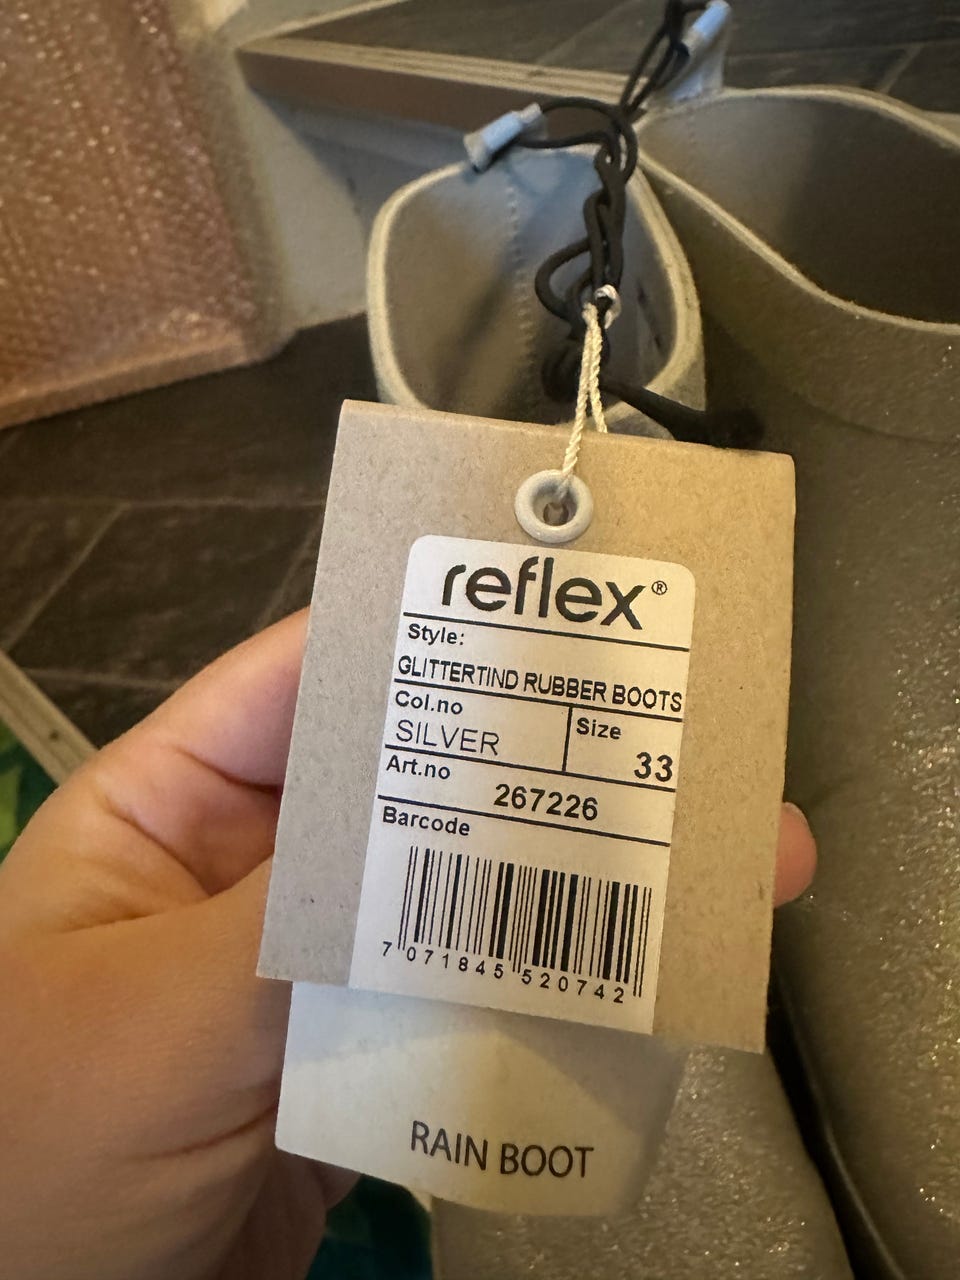 reflex®
Style:
GLITTERTIND RUBBER BOOTS
Col.no
SILVER
Size
33
Art.no
267226
Barcode
7 071845 520742
RAIN BOOT